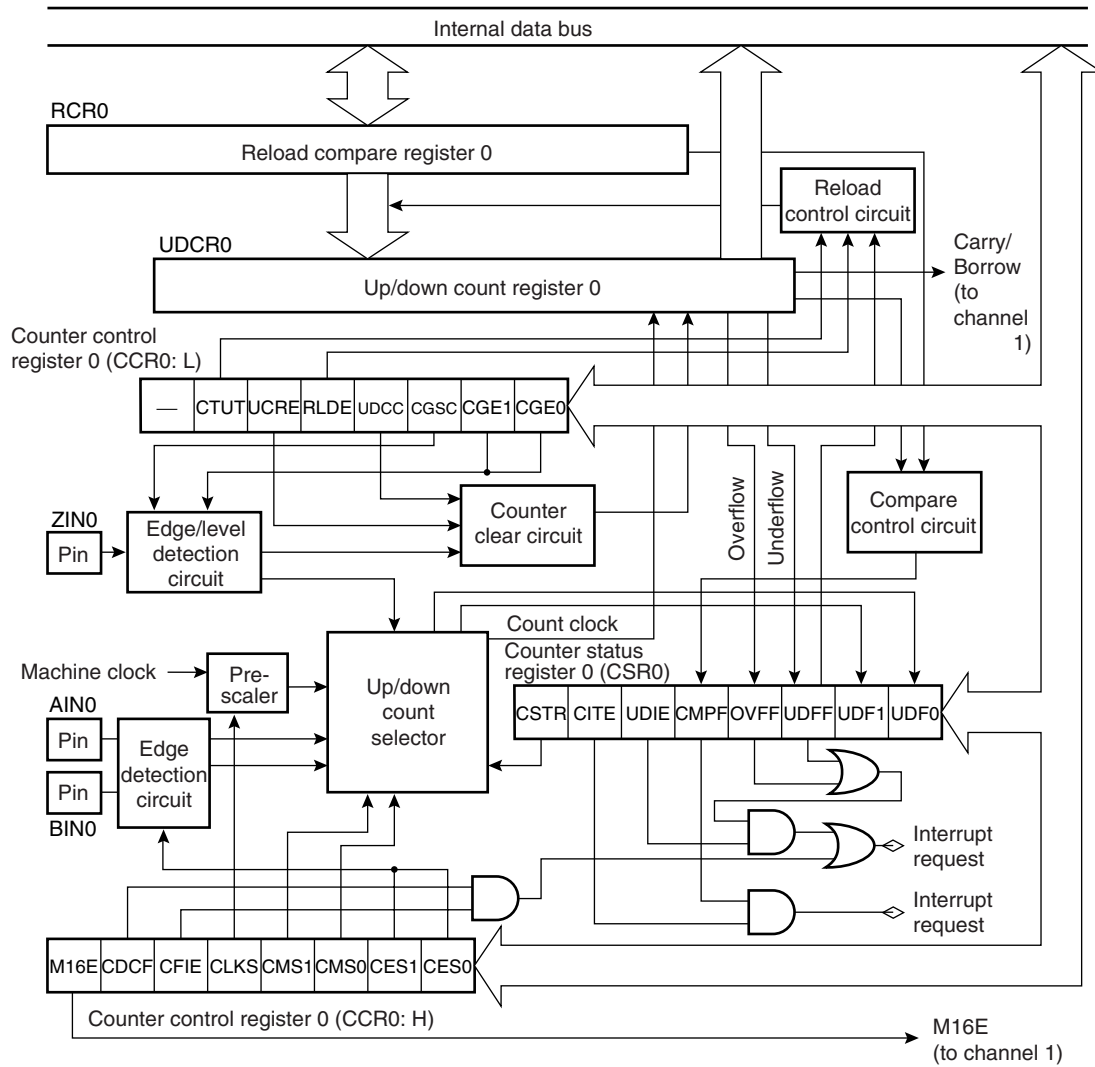 Internal data bus
RCR0
Reload compare register 0
Reload
control circuit
UDCR0
Up/down count register 0
Carry/
Borrow
(to
channel
1)
Counter control
register 0 (CCR0: L)
—
CTUT
UCRE
RLDE
UDCC
CGSC
CGE1
CGE0
Overflow
Underflow
Compare
control circuit
Counter
clear circuit
ZIN0
Pin
Edge/level
detection
circuit
Count clock
Counter status
register 0 (CSR0)
Machine clock
Pre-
scaler
Up/down
count
selector
CSTR
CITE
UDIE
CMPF
OVFF
UDFF
UDF1
UDF0
AIN0
Pin
Edge
detection
circuit
Pin
BIN0
Interrupt
request
Interrupt
request
M16E
CDCF
CFIE
CLKS
CMS1
CMS0
CES1
CES0
Counter control register 0 (CCR0: H)
M16E
(to channel 1)